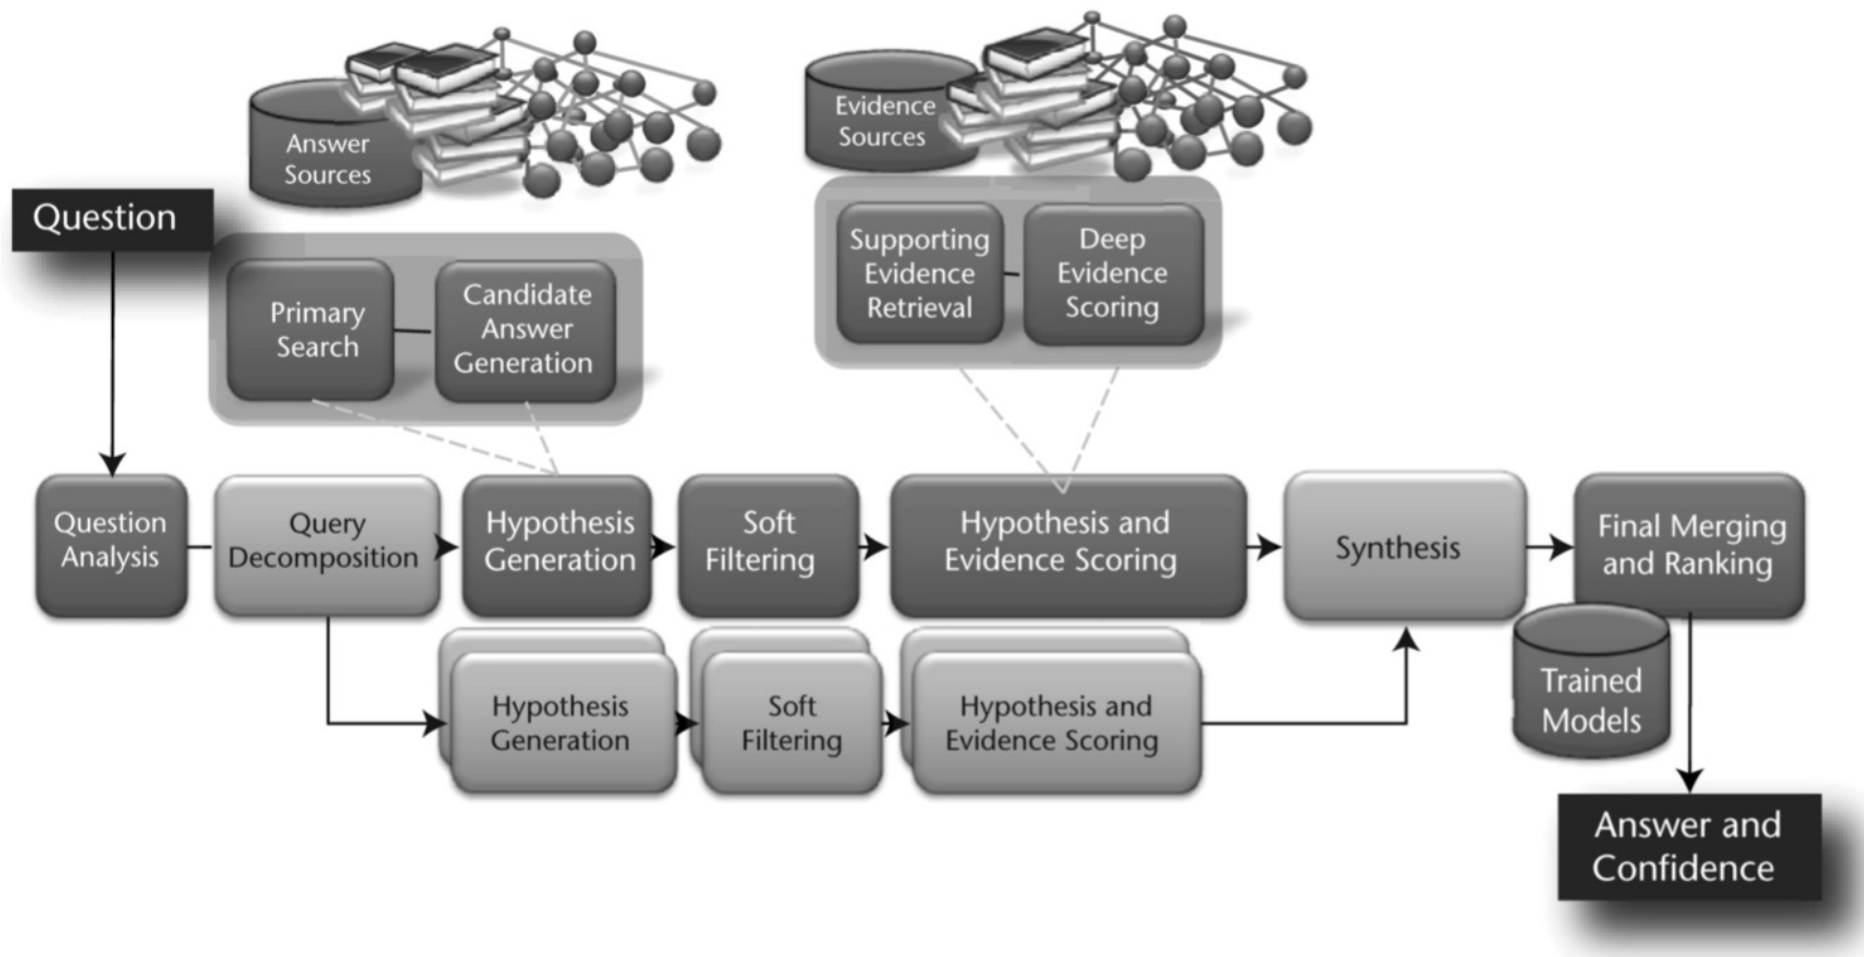 Answer
Sources
Evidence
Sources
Question
Primary
Search
Candidate
Answer
Generation
Supporting
Evidence
Retrieval
Deep
Evidence
Scoring
Question
Analysis
Query
Decomposition
Hypothesis
Generation
Soft
Filtering
Hypothesis and
Evidence Scoring
Synthesis
Final Merging
and Ranking
Hypothesis
Generation
Soft
Filtering
Hypothesis and
Evidence Scoring
Trained
Models
Answer and
Confidence